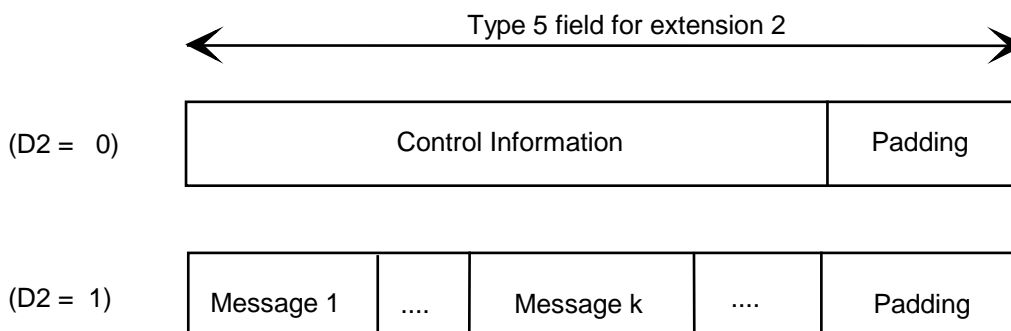 Type 5 field for extension 2
(D2 = 0) Control Information Padding
(D2 = 1) Message 1 .... Message k .... Padding